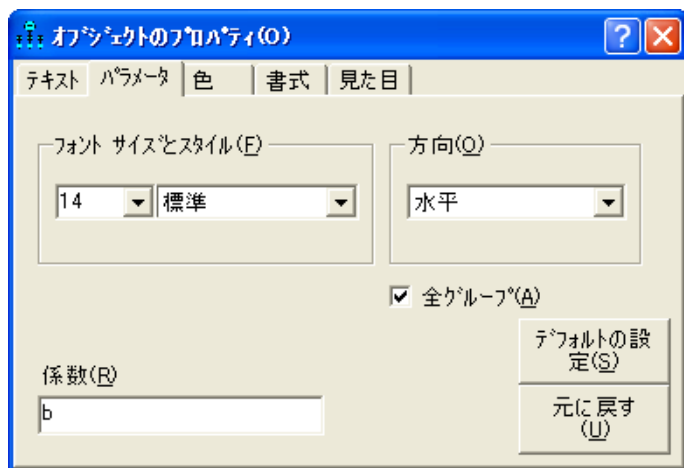 ｵﾌﾞｼﾞｪｸﾄのﾌﾟﾛﾊﾟﾃｨ(O)
ﾃｷｽﾄ ﾊﾟﾗﾒｰﾀ 色 書式 見た目
ﾌｫﾝﾄ ｻｲｽﾞとｽﾀｲﾙ(F) 方向(O)
14 標準 水平
全ｸﾞﾙｰﾌﾟ(A)
ﾃﾞﾌｫﾙﾄの設
定(S)
係数(R)
b
元に戻す
(U)